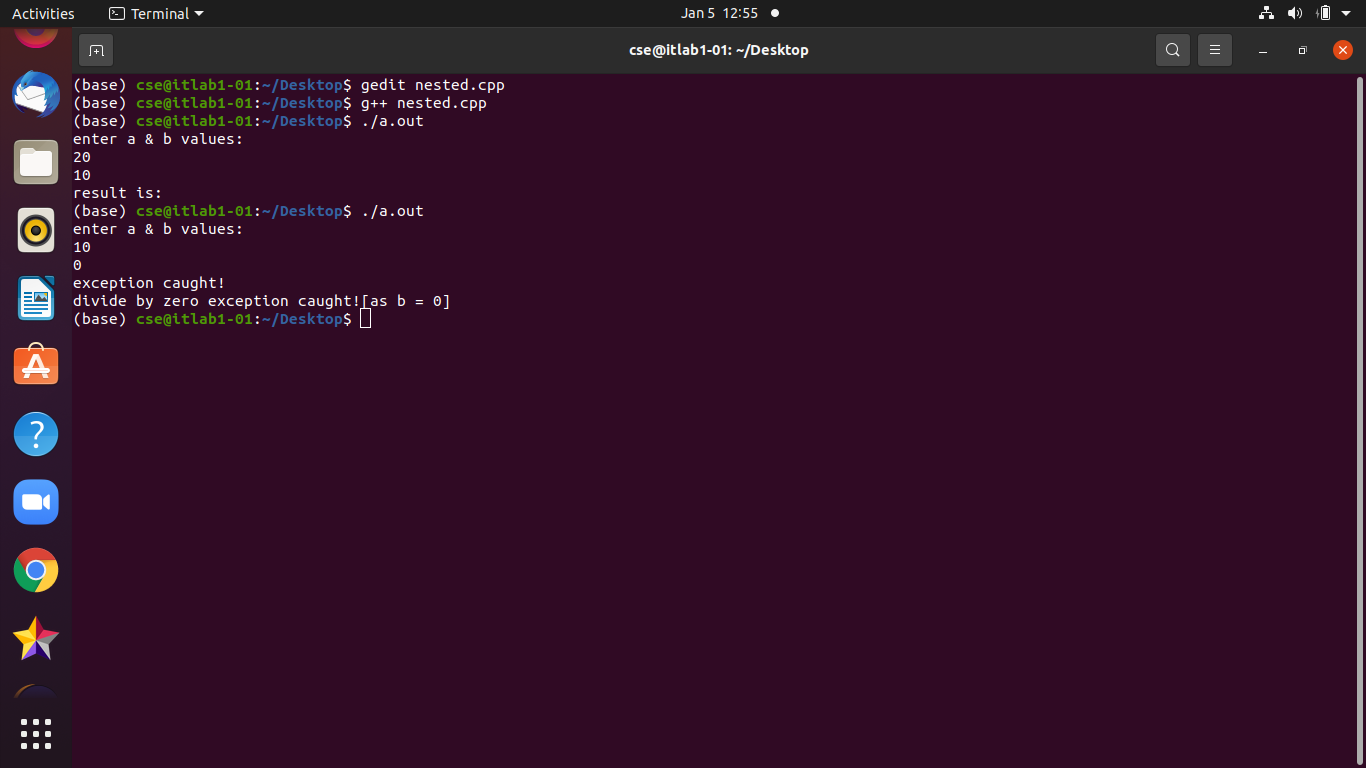 Activities
Terminal
Jan 5 12:55
cse@itlab1-01: ~/Desktop
(base) cse@itlab1-01:~/Desktop$ gedit nested.cpp
(base) cse@itlab1-01:~/Desktop$ g++ nested.cpp
(base) cse@itlab1-01:~/Desktop$ ./a.out
enter a & b values:
20
10
result is:
(base) cse@itlab1-01:~/Desktop$ ./a.out
enter a & b values:
10
0
exception caught!
divide by zero exception caught![as b = 0]
(base) cse@itlab1-01:~/Desktop$